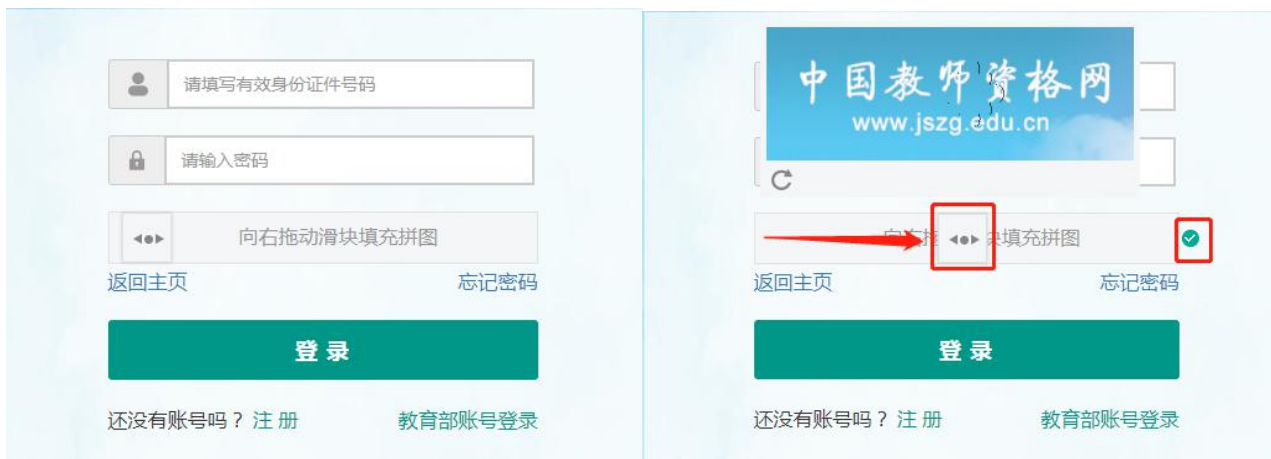 请填写有效身份证件号码
请输入密码
向右拖动滑块填充拼图
返回主页
忘记密码
登 录
还没有账号吗？注 册
教育部账号登录
中国教师资格网
www.jszg.edu.cn
块填充拼图
返回主页
忘记密码
登 录
还没有账号吗？注 册
教育部账号登录